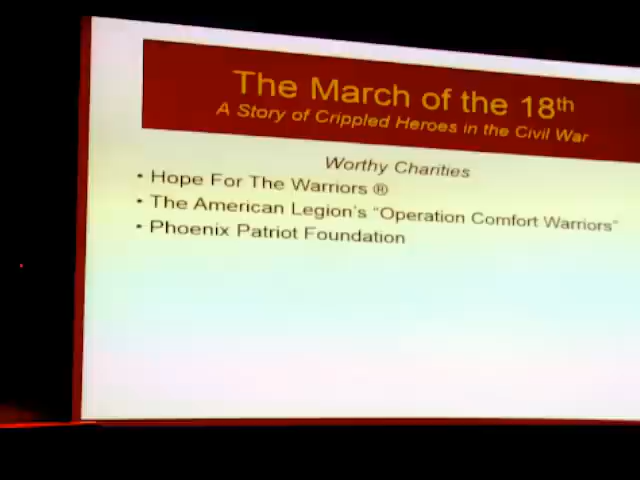 The March of the 18th
A Story of Crippled Heroes in the Civil War
Worthy Charities
• Hope For The Warriors ®
• The American Legion's "Operation Comfort Warriors"
• Phoenix Patriot Foundation